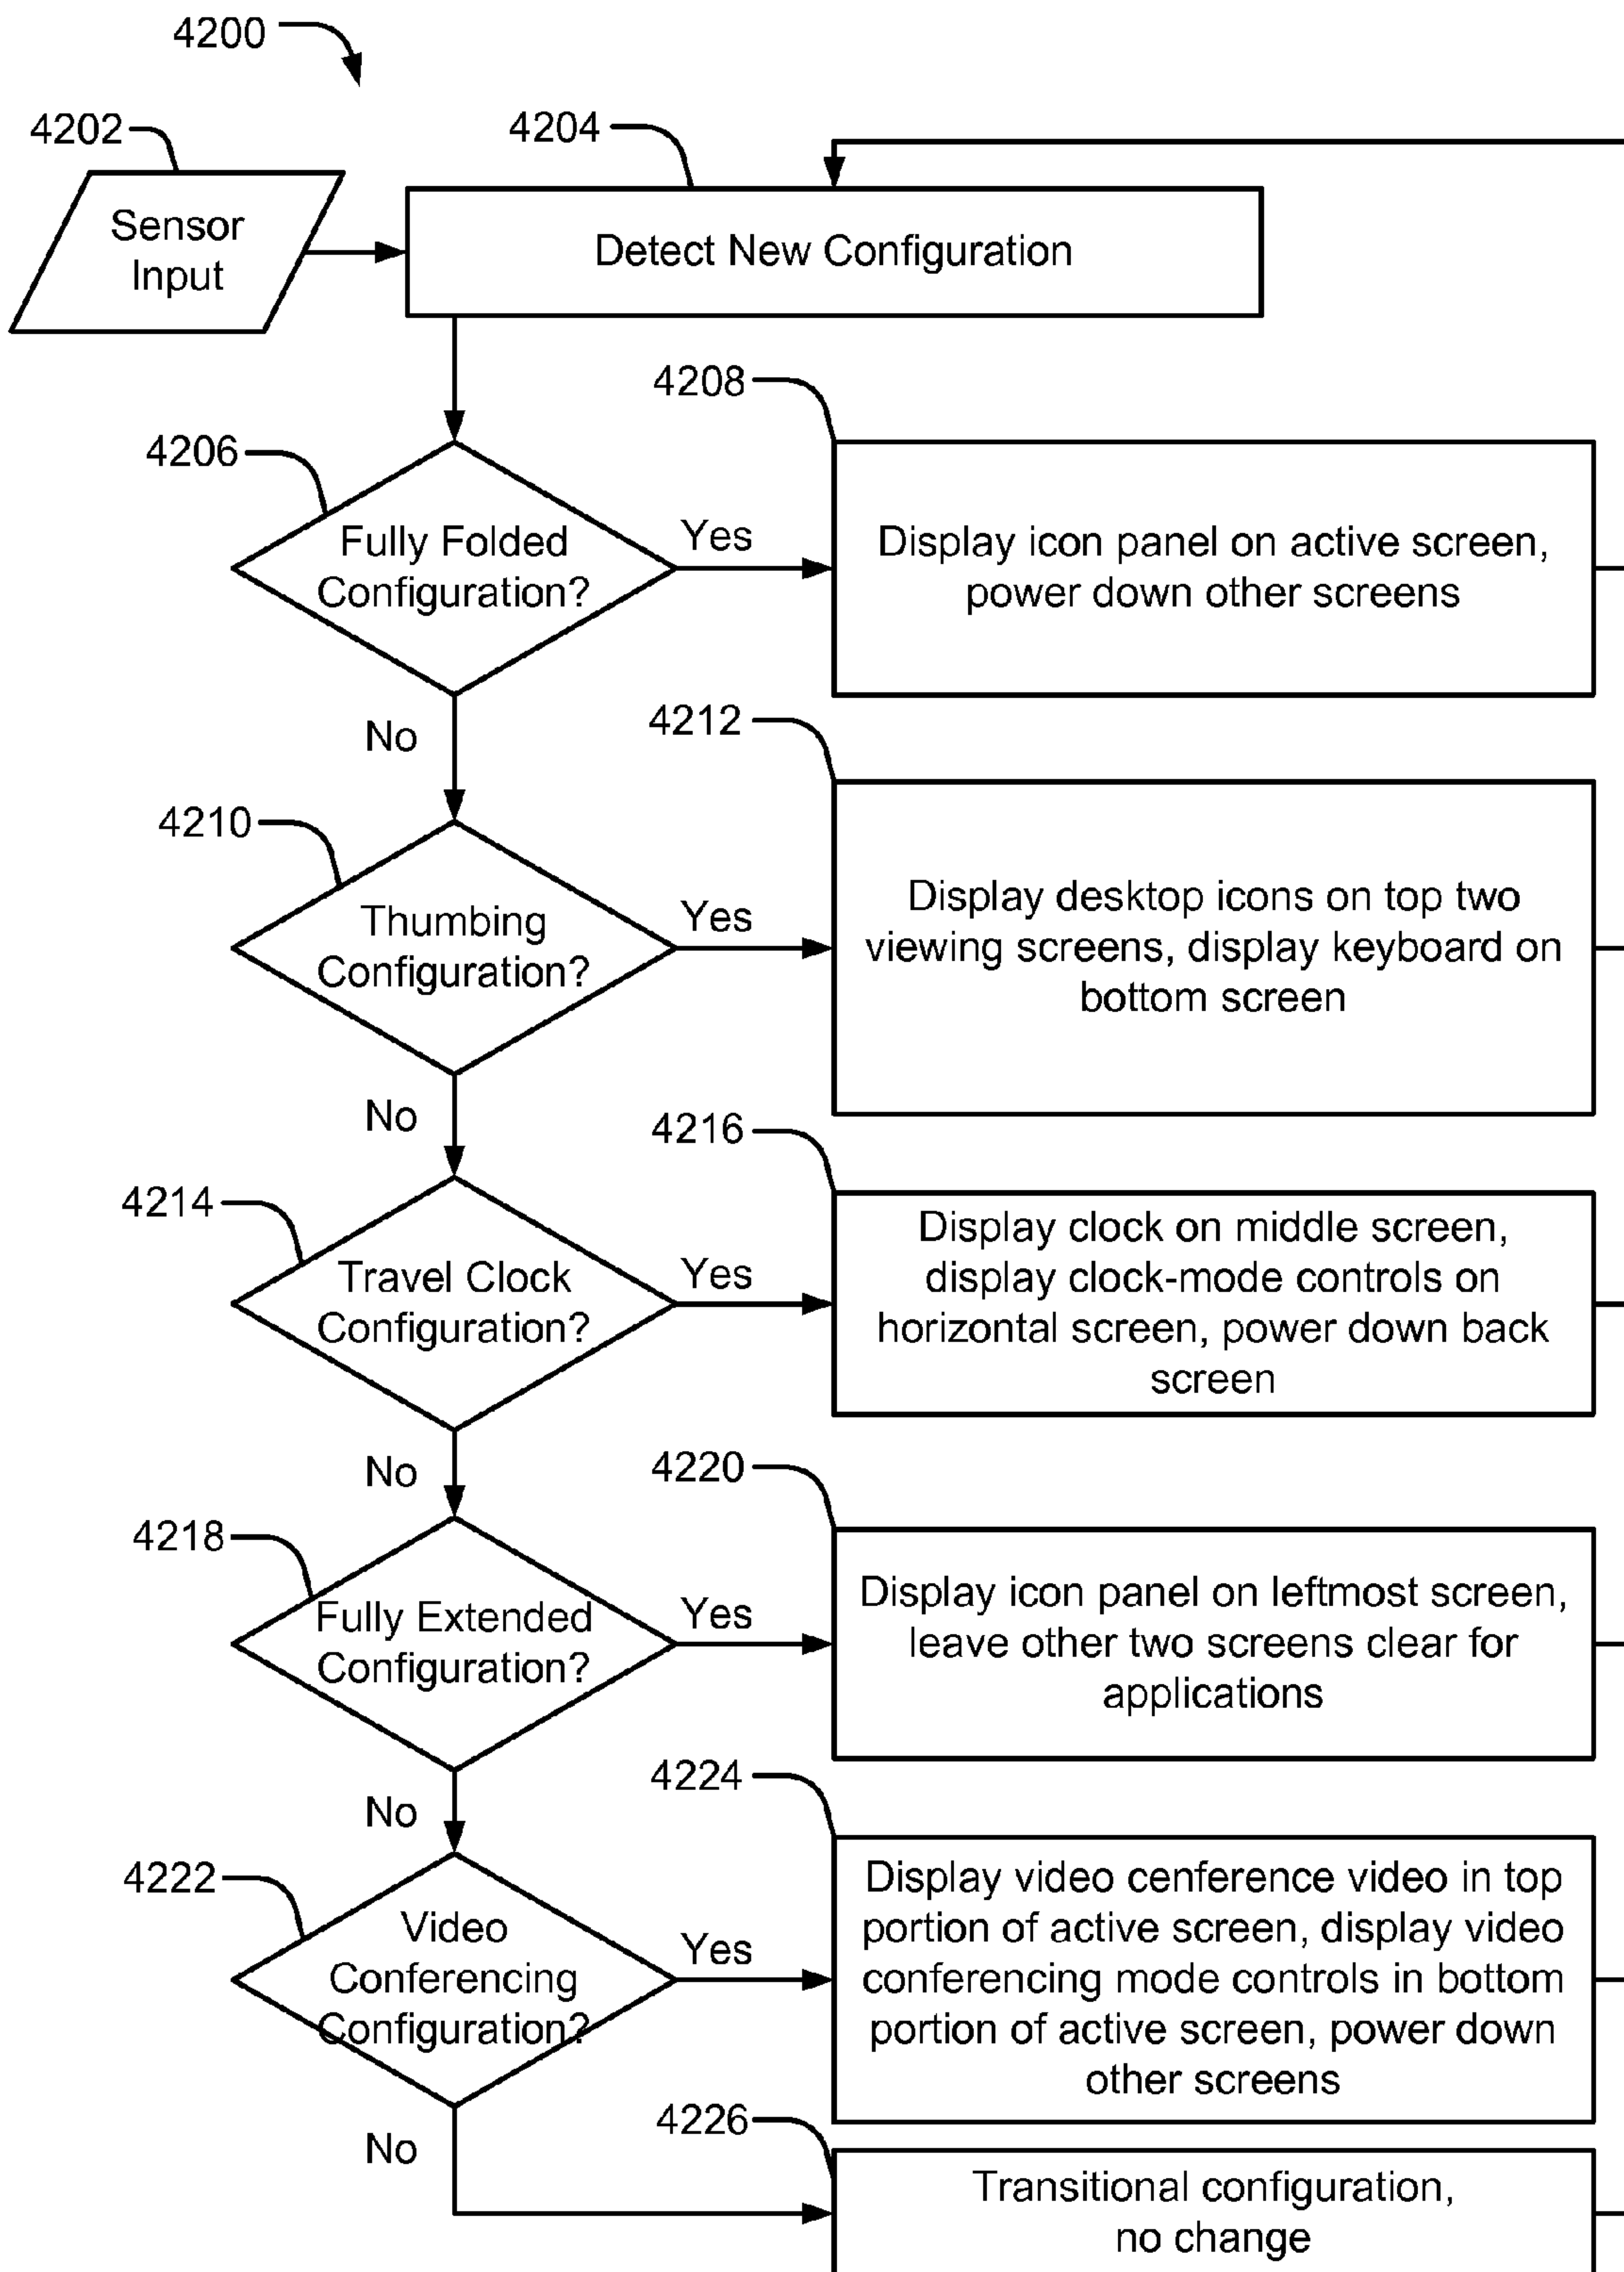 4200
4202
4204
Sensor
Input
Detect New Configuration
4208
4206
Fully Folded
Configuration?
Yes
Display icon panel on active screen,
power down other screens
No
4212
4210
Thumbing
Configuration?
Yes
Display desktop icons on top two
viewing screens, display keyboard on
bottom screen
No
4216
4214
Travel Clock
Configuration?
Yes
Display clock on middle screen,
display clock-mode controls on
horizontal screen, power down back
screen
No
4220
4218
Fully Extended
Configuration?
Yes
Display icon panel on leftmost screen,
leave other two screens clear for
applications
No
4224
4222
Video
Conferencing
Configuration?
Yes
Display video cenference video in top
portion of active screen, display video
conferencing mode controls in bottom
portion of active screen, power down
other screens
No
4226
Transitional configuration,
no change